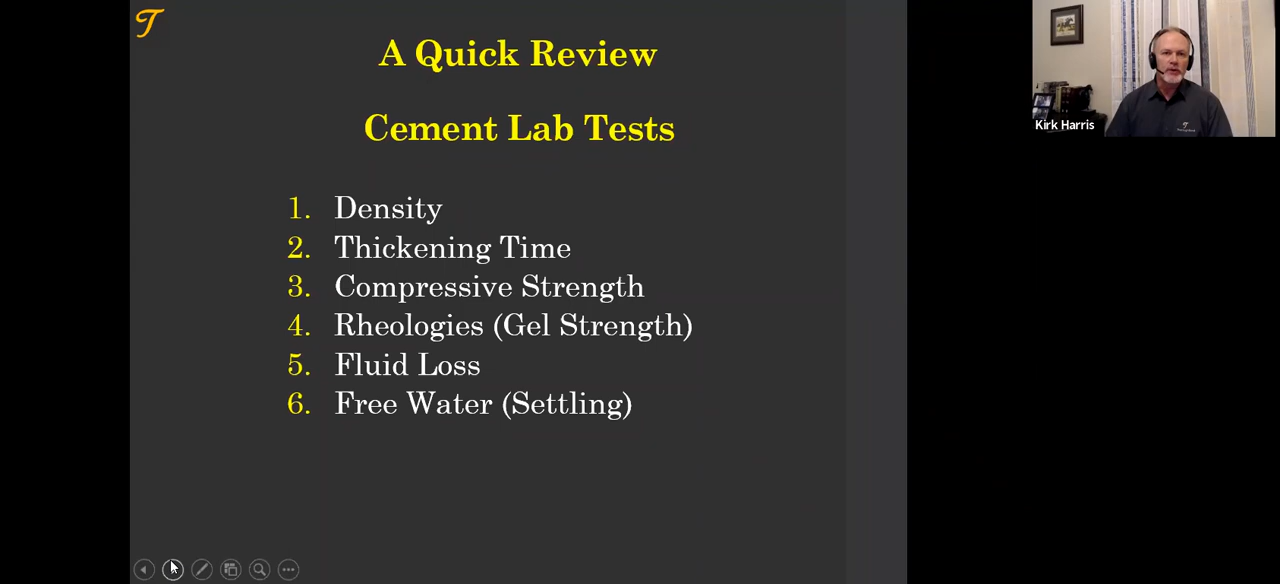 T
A Quick Review
Cement Lab Tests
1. Density
2. Thickening Time
3. Compressive Strength
4. Rheologies (Gel Strength)
5. Fluid Loss
6. Free Water (Settling)
Kirk Harris